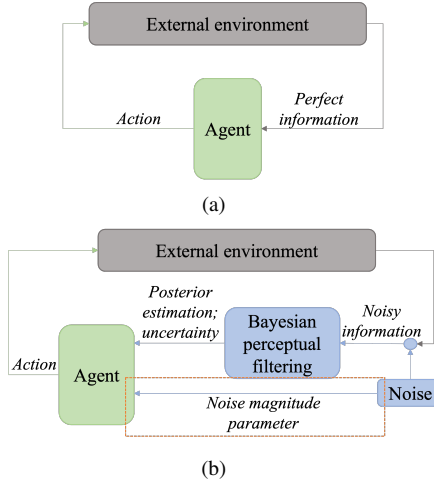 External environment
Action
Agent
Perfect
information
(a)
External environment
Posterior
estimation;
uncertainty
Bayesian
perceptual
filtering
Noisy
information
Action
Agent
Noise magnitude
parameter
Noise
(b)